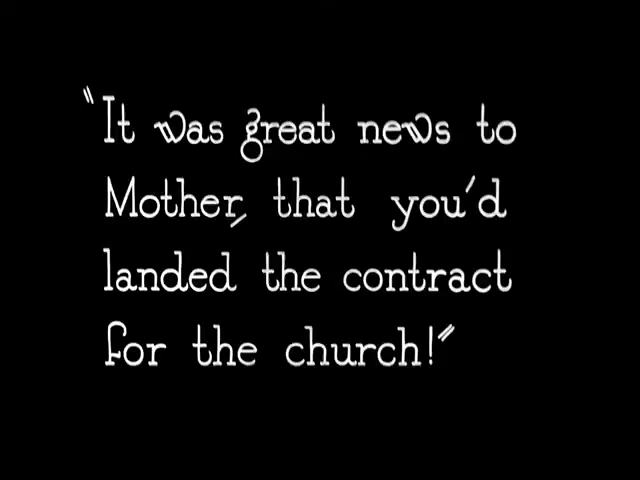 "It was great news to
Mother, that you'd
landed the contract
for the church!"